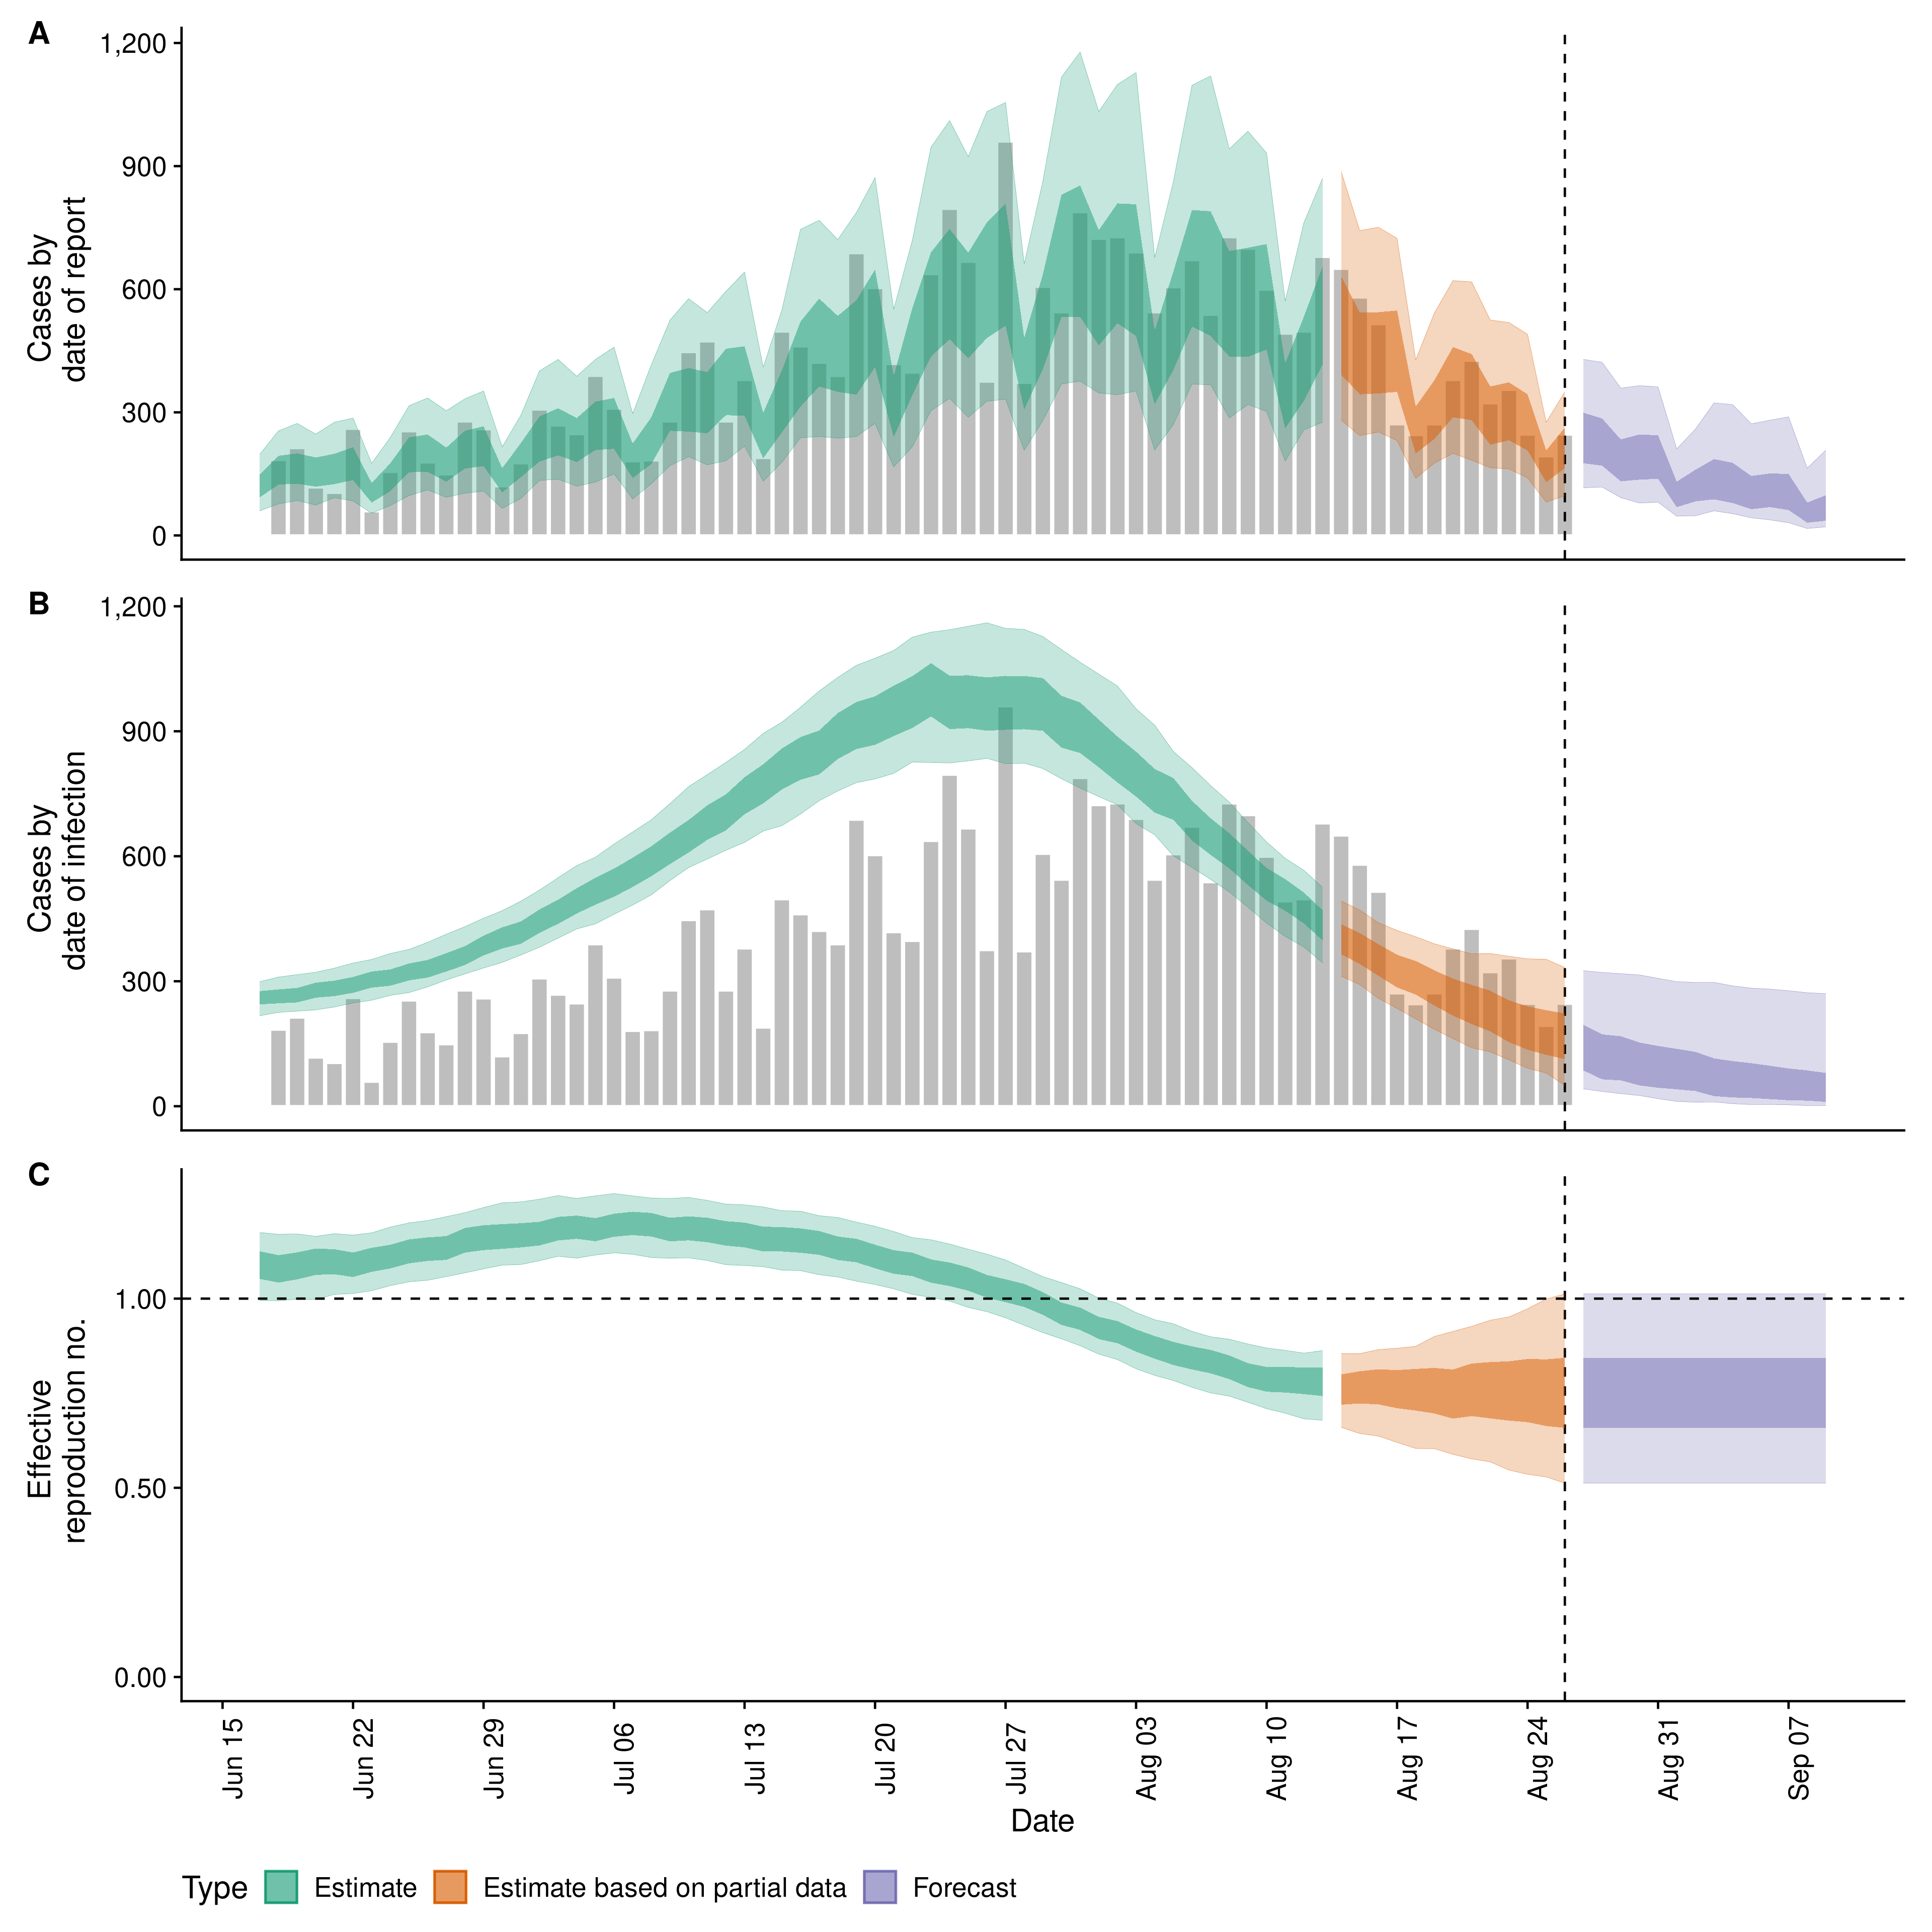 A
1,200
900
600
300
0
Cases by
date of report
B
1,200
900
600
300
0
Cases by
date of infection
C
1.00
0.50
0.00
Effective
reproduction no.
Jun 15
Jun 22
Jun 29
Jul 06
Jul 13
Jul 20
Jul 27
Aug 03
Aug 10
Aug 17
Aug 24
Aug 31
Sep 07
Date
Type Estimate Estimate based on partial data Forecast